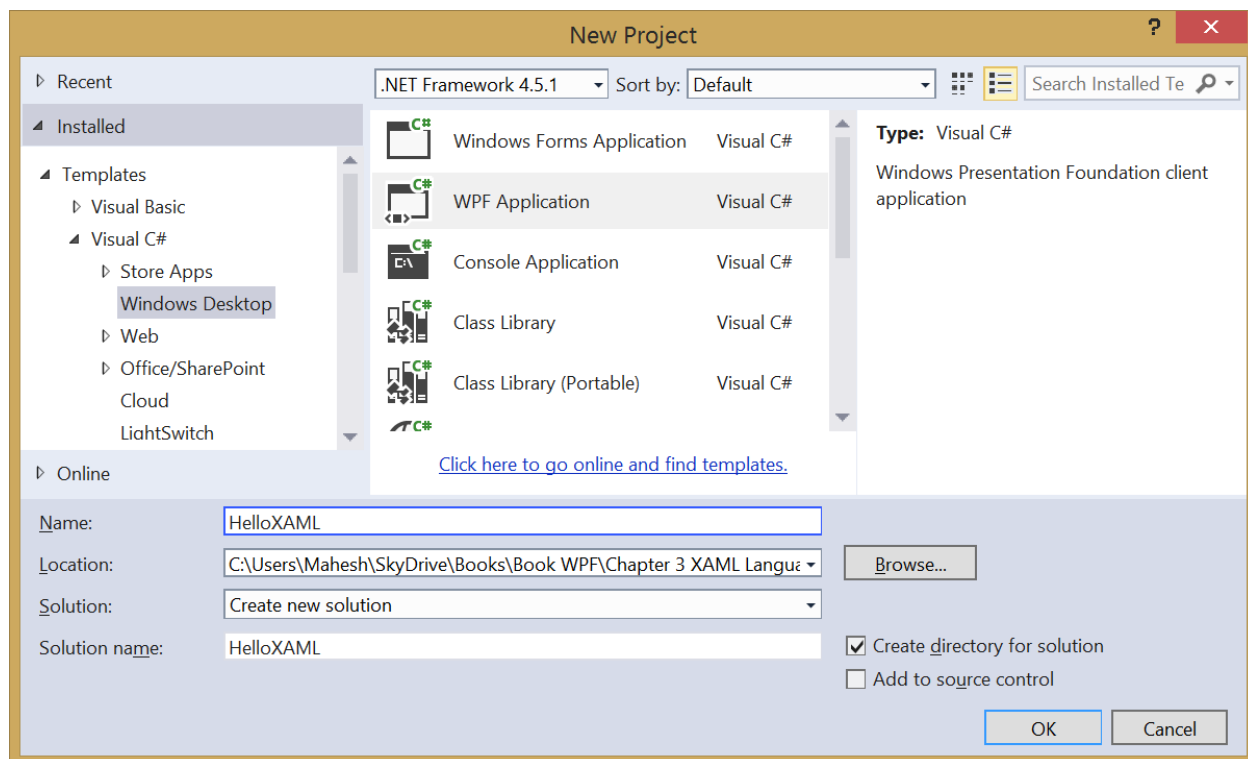 New Project
?
Recent
.NET Framework 4.5.1 Sort by: Default Search Installed Te
Installed
Templates
Visual Basic
Visual C#
Store Apps
Windows Desktop
Web
Office/SharePoint
Cloud
LightSwitch
Online
C# Windows Forms Application Visual C#
C# WPF Application Visual C#
C# C:\ Console Application Visual C#
C# Class Library Visual C#
C# Class Library (Portable) Visual C#
C#
Click here to go online and find templates.
Type: Visual C#
Windows Presentation Foundation client
application
Name: HelloXAML
Location: C:\Users\Mahesh\SkyDrive\Books\Book WPF\Chapter 3 XAML Langua Browse...
Solution: Create new solution
Solution name: HelloXAML
Create directory for solution
Add to source control
OK Cancel